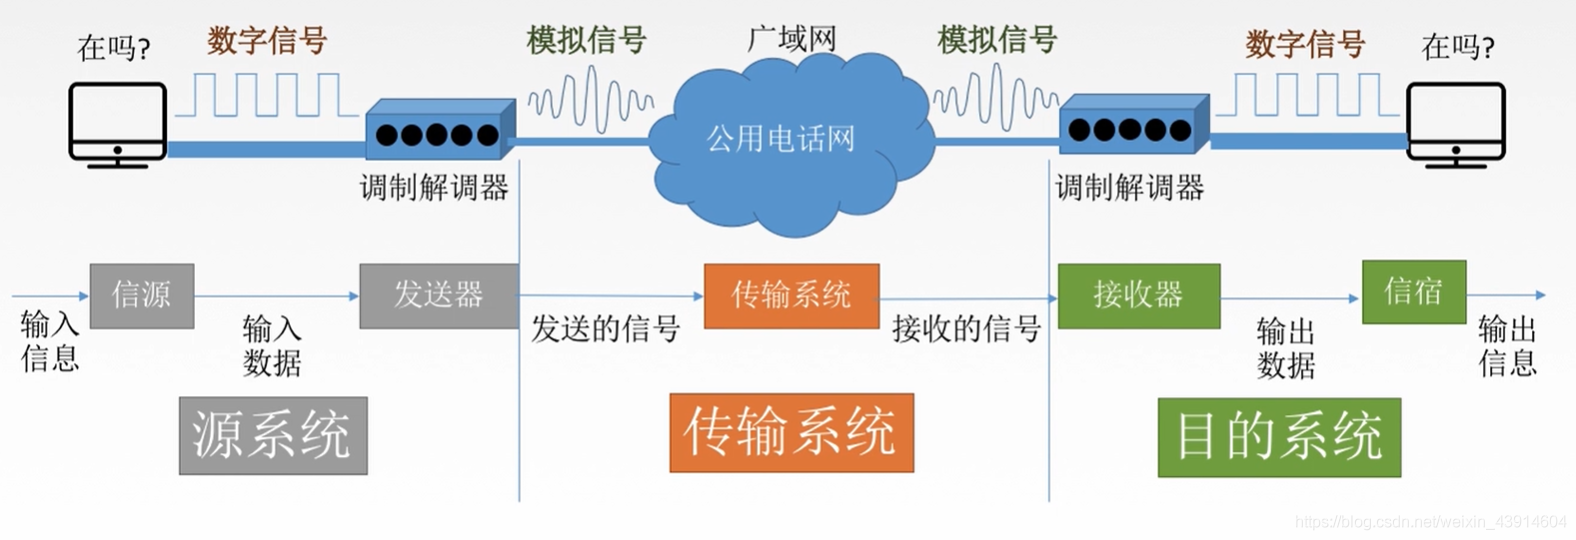 在吗?
数字信号
模拟信号
广域网
模拟信号
数字信号
在吗?
公用电话网
调制解调器
调制解调器
信源
发送器
传输系统
接收器
信宿
输入
信息
输入
数据
发送的信号
接收的信号
输出
数据
输出
信息
源系统
传输系统
目的系统
https://blog.csdn.net/weixin_43914604